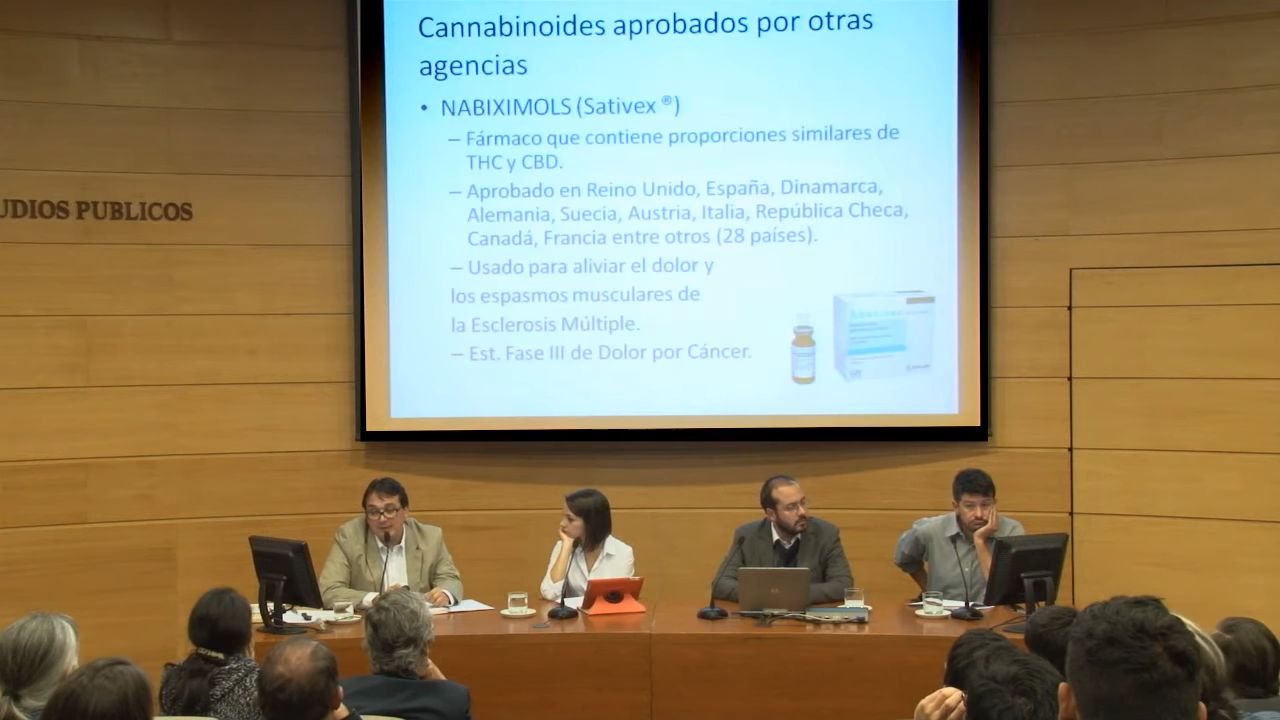 Cannabinoides aprobados por otras
agencias
• NABIXIMOLS (Sativex ®)
– Fármaco que contiene proporciones similares de
THC y CBD.
– Aprobado en Reino Unido, España, Dinamarca,
Alemania, Suecia, Austria, Italia, República Checa,
Canadá, Francia entre otros (28 países).
– Usado para aliviar el dolor y
los espasmos musculares de
la Esclerosis Múltiple.
– Est. Fase III de Dolor por Cáncer.
UDIOS PUBLICOS